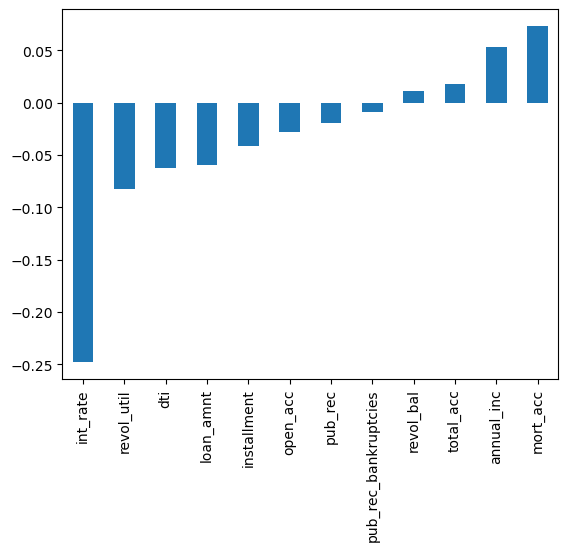 0.05
0.00
−0.05
−0.10
−0.15
−0.20
−0.25
int_rate
revol_util
dti
loan_amnt
installment
open_acc
pub_rec
pub_rec_bankruptcies
revol_bal
total_acc
annual_inc
mort_acc